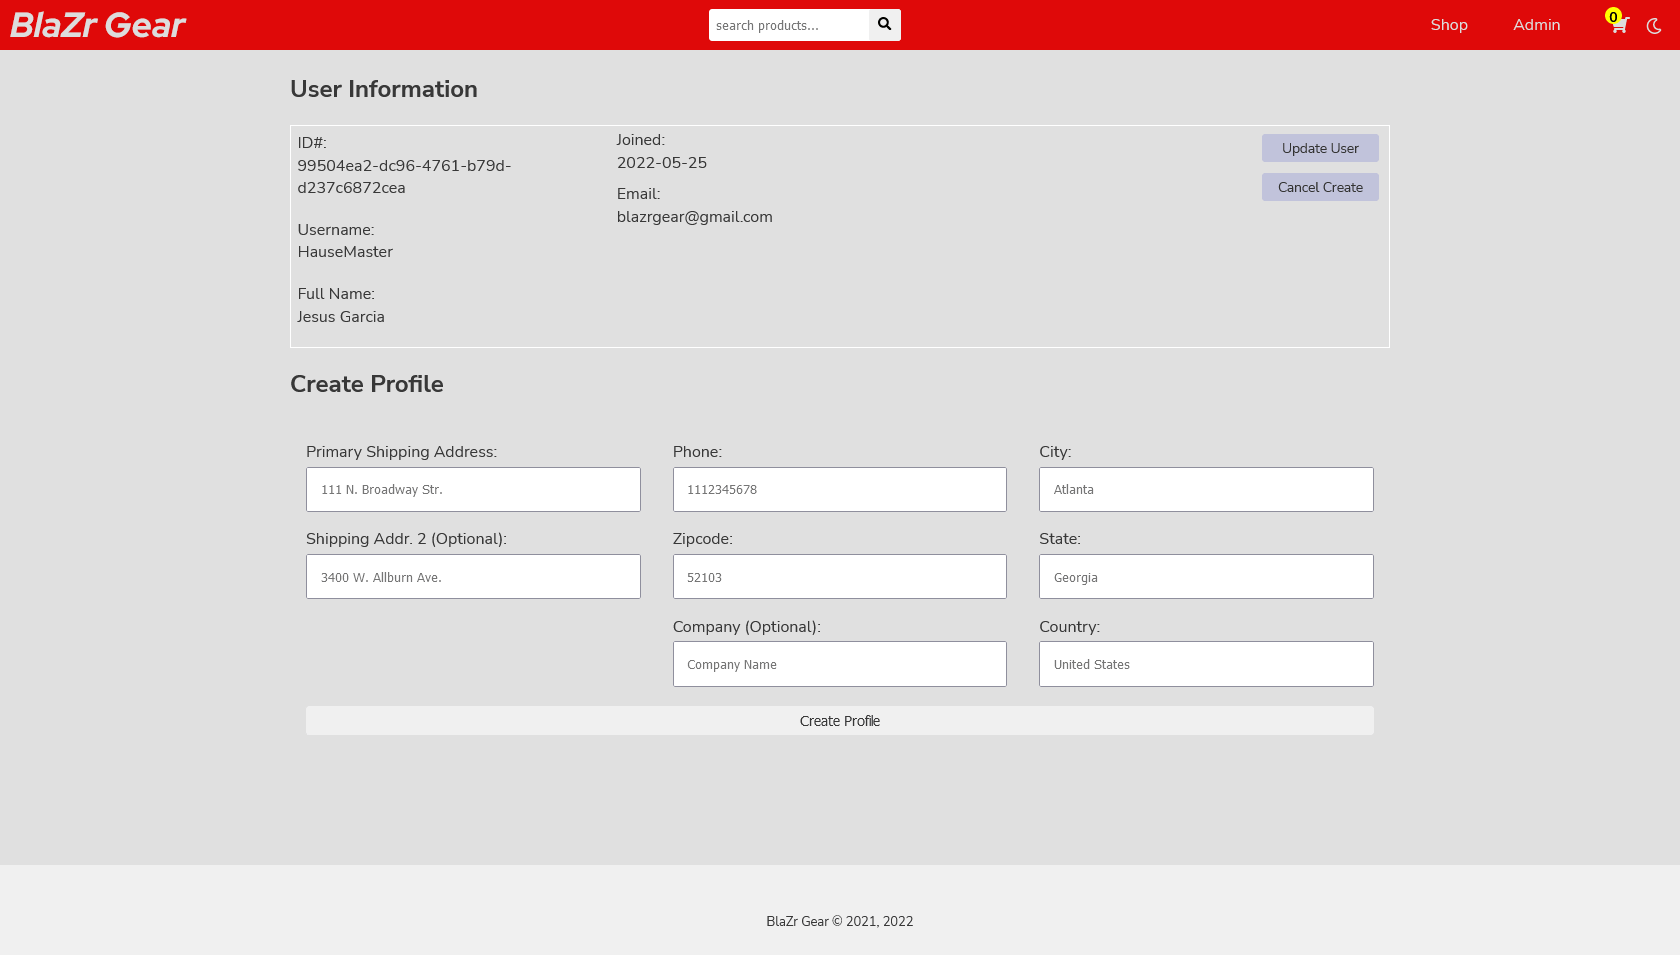 BlaZr Gear
search products...
Shop
Admin
0
User Information
ID#:
99504ea2-dc96-4761-b79d-
d237c6872cea
Username:
HauseMaster
Full Name:
Jesus Garcia
Joined:
2022-05-25
Email:
blazrgear@gmail.com
Update User
Cancel Create
Create Profile
Primary Shipping Address:
111 N. Broadway Str.
Phone:
1112345678
City:
Atlanta
Shipping Addr. 2 (Optional):
3400 W. Allburn Ave.
Zipcode:
52103
State:
Georgia
Company (Optional):
Company Name
Country:
United States
Create Profile
BlaZr Gear © 2021, 2022